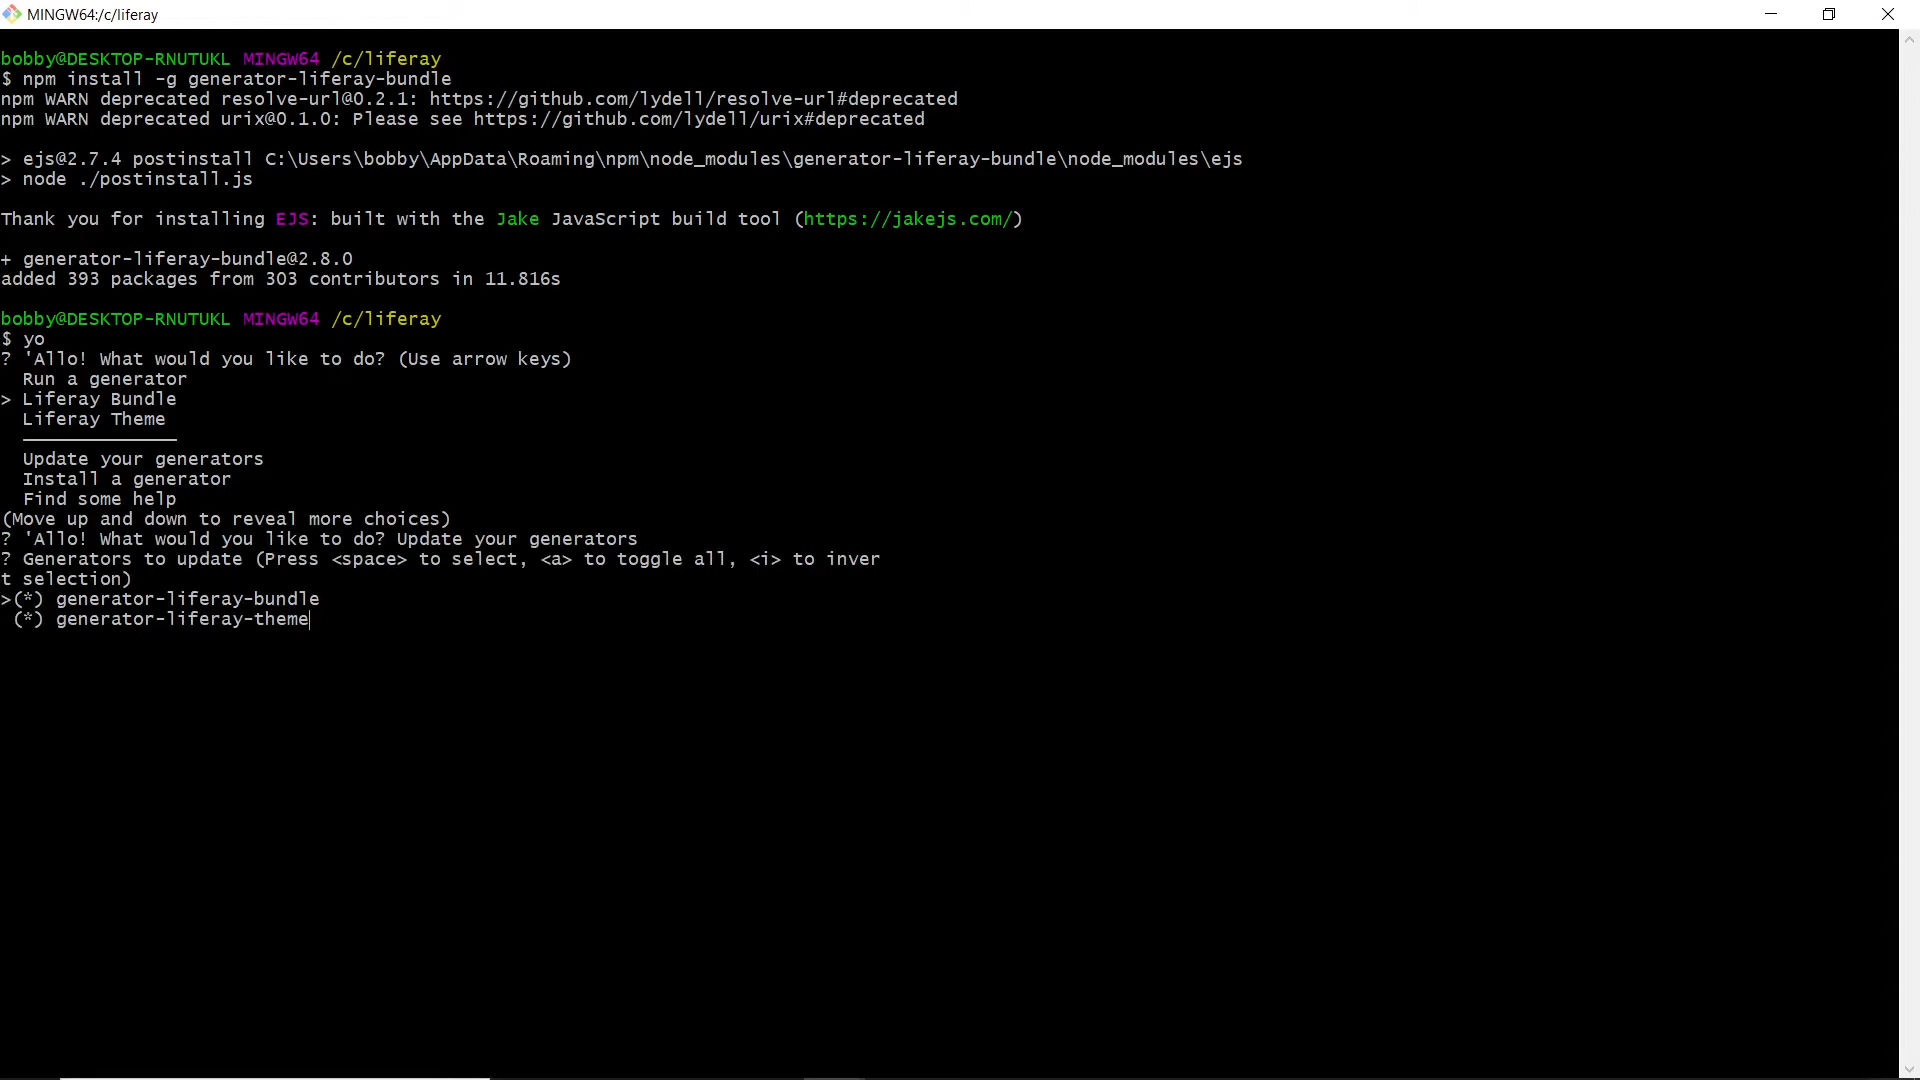 MINGW64:/c/liferay
bobby@DESKTOP-RNUTUKL MINGW64 /c/liferay
$ npm install -g generator-liferay-bundle
npm WARN deprecated resolve-url@0.2.1: https://github.com/lydell/resolve-url#deprecated
npm WARN deprecated urix@0.1.0: Please see https://github.com/lydell/urix#deprecated
> ejs@2.7.4 postinstall C:\Users\bobby\AppData\Roaming\npm\node_modules\generator-liferay-bundle\node_modules\ejs
> node ./postinstall.js
Thank you for installing EJS: built with the Jake JavaScript build tool (https://jakejs.com/)
+ generator-liferay-bundle@2.8.0
added 393 packages from 303 contributors in 11.816s
bobby@DESKTOP-RNUTUKL MINGW64 /c/liferay
$ yo
? 'Allo! What would you like to do? (Use arrow keys)
Run a generator
> Liferay Bundle
Liferay Theme
──────────────
Update your generators
Install a generator
Find some help
(Move up and down to reveal more choices)
? 'Allo! What would you like to do? Update your generators
? Generators to update (Press <space> to select, <a> to toggle all, <i> to inver
t selection)
>(*) generator-liferay-bundle
(*) generator-liferay-theme